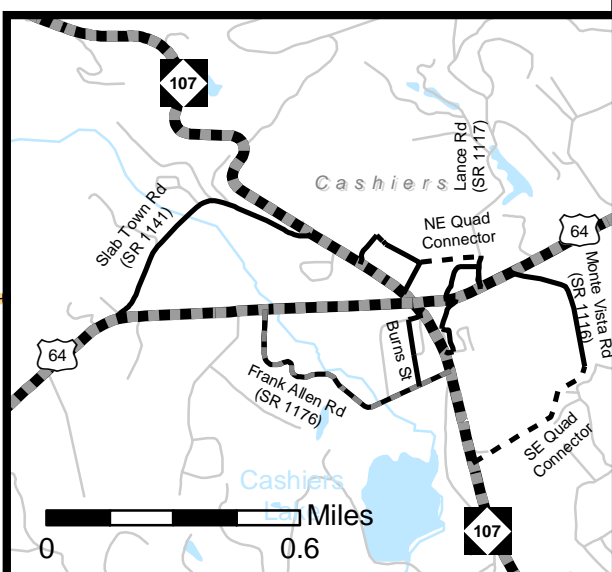 107
Lance Rd
(SR 1117)
Cashiers
Slab Town Rd
(SR 1141)
NE Quad
Connector
64
Monte Vista Rd
(SR 1116)
Burns St
64
Frank Allen Rd
(SR 1176)
SE Quad
Connector
Cashiers
Lake
Miles
0
0.6
107